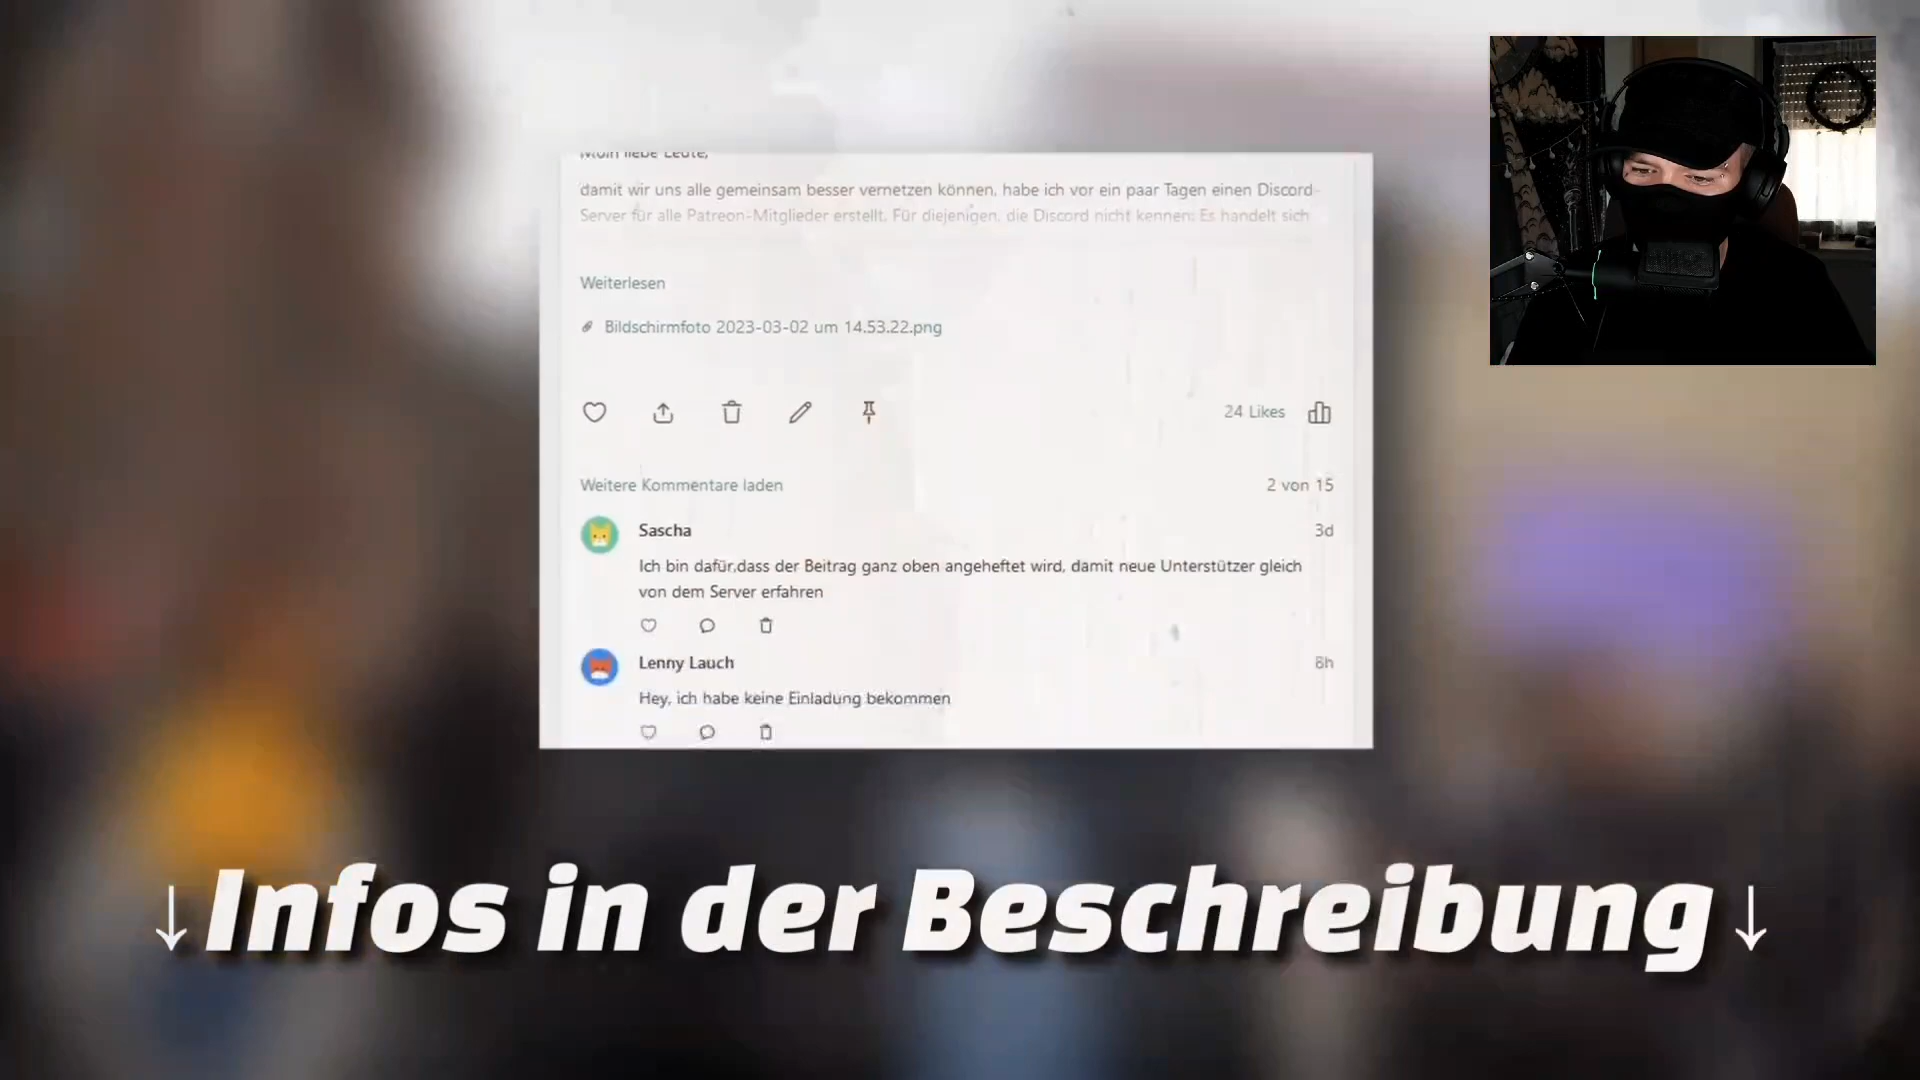 Moin liebe Leute,
damit wir uns alle gemeinsam besser vernetzen können, habe ich vor ein paar Tagen einen Discord-
Server für alle Patreon-Mitglieder erstellt. Für diejenigen, die Discord nicht kennen: Es handelt sich
Weiterlesen
Bildschirmfoto 2023-03-02 um 14.53.22.png
24 Likes
Weitere Kommentare laden
2 von 15
Sascha
3d
Ich bin dafür,dass der Beitrag ganz oben angeheftet wird, damit neue Unterstützer gleich
von dem Server erfahren
Lenny Lauch
8h
Hey, ich habe keine Einladung bekommen
↓Infos in der Beschreibung↓